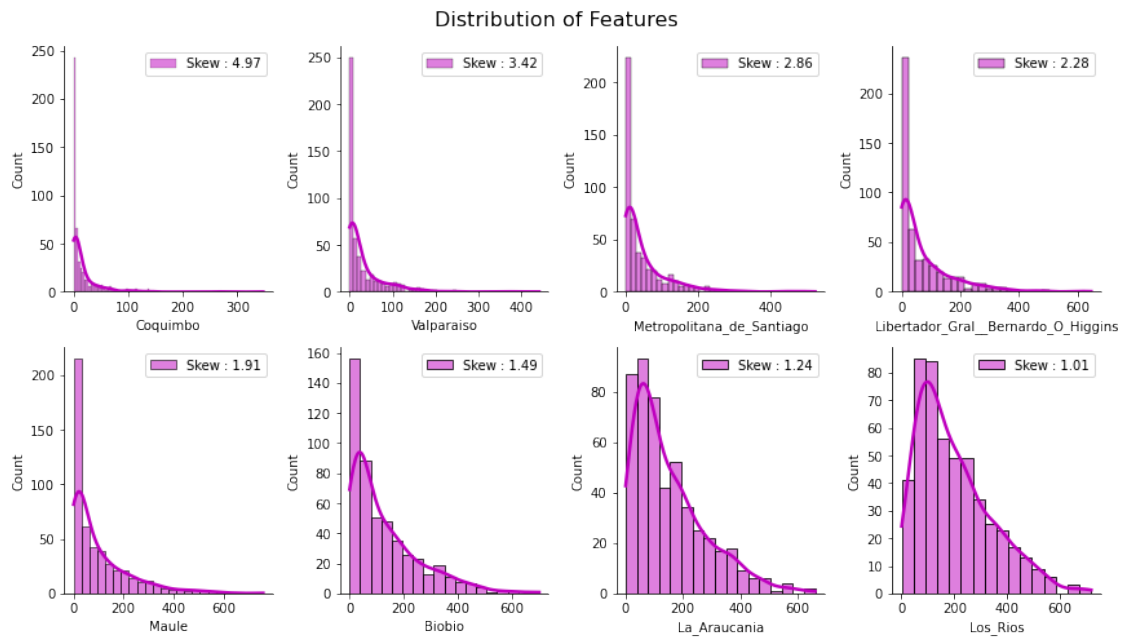 Distribution of Features
250
200
150
100
50
0
Count
Skew : 4.97
0 100 200 300
Coquimbo
250
200
150
100
50
0
Count
Skew : 3.42
0 100 200 300 400
Valparaiso
200
150
100
50
0
Count
Skew : 2.86
0 200 400
Metropolitana_de_Santiago
200
150
100
50
0
Count
Skew : 2.28
0 200 400 600
Libertador_Gral__Bernardo_O_Higgins
200
150
100
50
0
Count
Skew : 1.91
0 200 400 600
Maule
160
140
120
100
80
60
40
20
0
Count
Skew : 1.49
0 200 400 600
Biobio
80
60
40
20
0
Count
Skew : 1.24
0 200 400 600
La_Araucania
80
70
60
50
40
30
20
10
0
Count
Skew : 1.01
0 200 400 600
Los_Rios